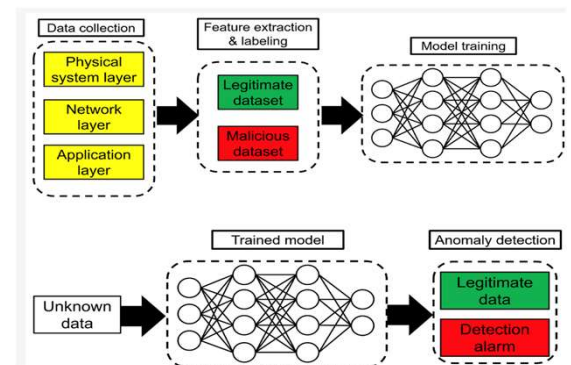 Data collection
Feature extraction
& labeling
Model training
Physical
system layer
Network
layer
Application
layer
Legitimate
dataset
Malicious
dataset
Trained model
Anomaly detection
Unknown
data
Legitimate
data
Detection
alarm